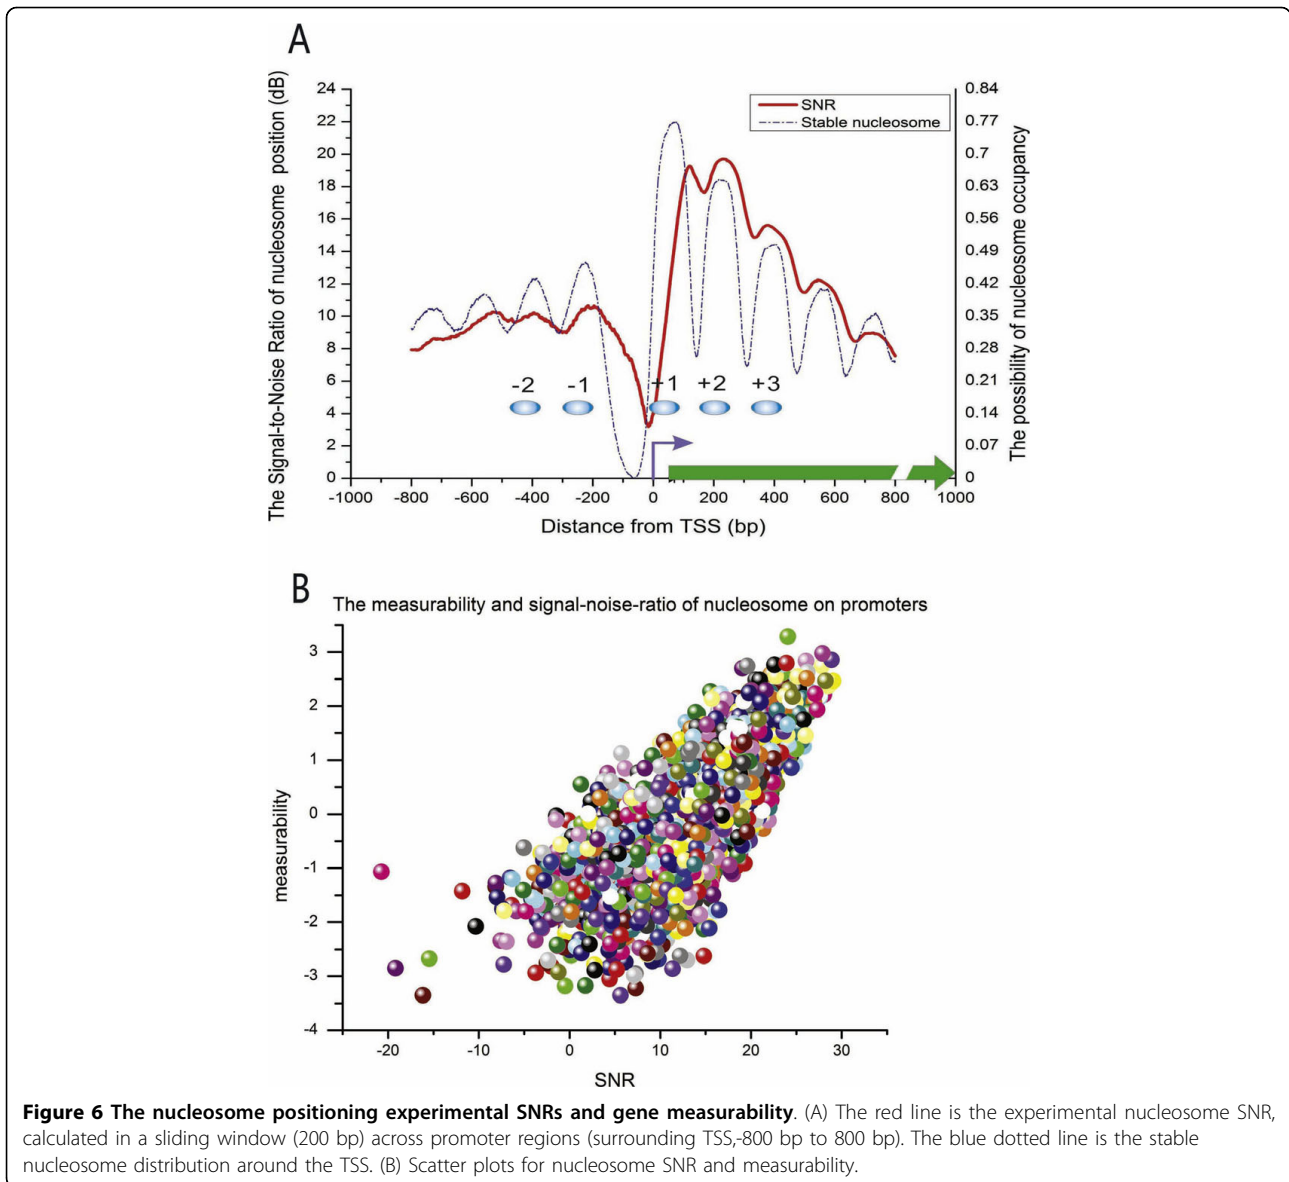 A
The Signal-to-Noise Ratio of nucleosome position (dB)
24
22
20
18
16
14
12
10
8
6
4
2
0
0.84
0.77
0.7
0.63
0.56
0.49
0.42
0.35
0.28
0.21
0.14
0.07
0
The possibility of nucleosome occupancy
SNR
Stable nucleosome
-2 -1 +1 +2 +3
-1000 -800 -600 -400 -200 0 200 400 600 800 1000
Distance from TSS (bp)
B
The measurability and signal-noise-ratio of nucleosome on promoters
measurability
3
2
1
0
-1
-2
-3
-4
-20 -10 0 10 20 30
SNR
Figure 6 The nucleosome positioning experimental SNRs and gene measurability. (A) The red line is the experimental nucleosome SNR,
calculated in a sliding window (200 bp) across promoter regions (surrounding TSS,-800 bp to 800 bp). The blue dotted line is the stable
nucleosome distribution around the TSS. (B) Scatter plots for nucleosome SNR and measurability.